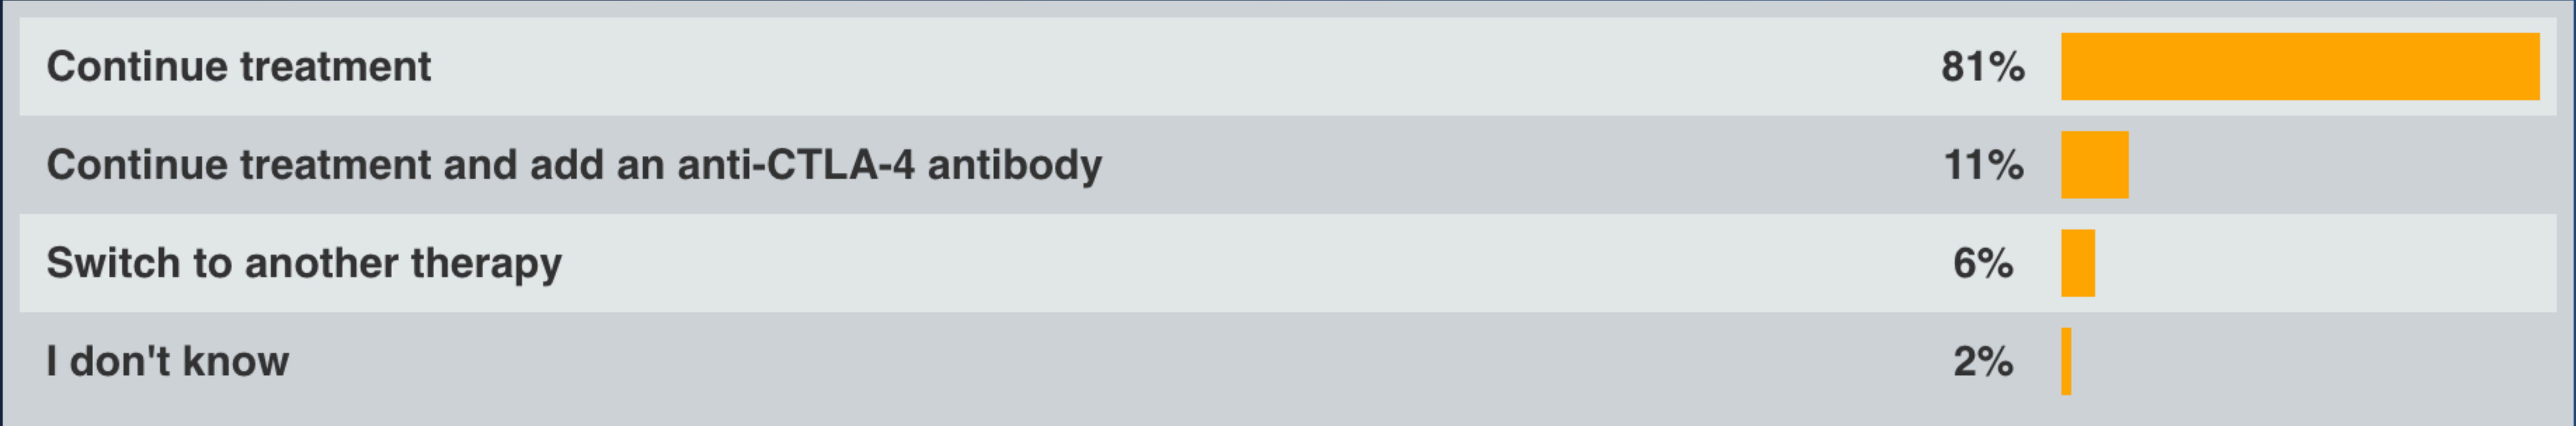 Continue treatment 81%
Continue treatment and add an anti-CTLA-4 antibody 11%
Switch to another therapy 6%
I don't know 2%